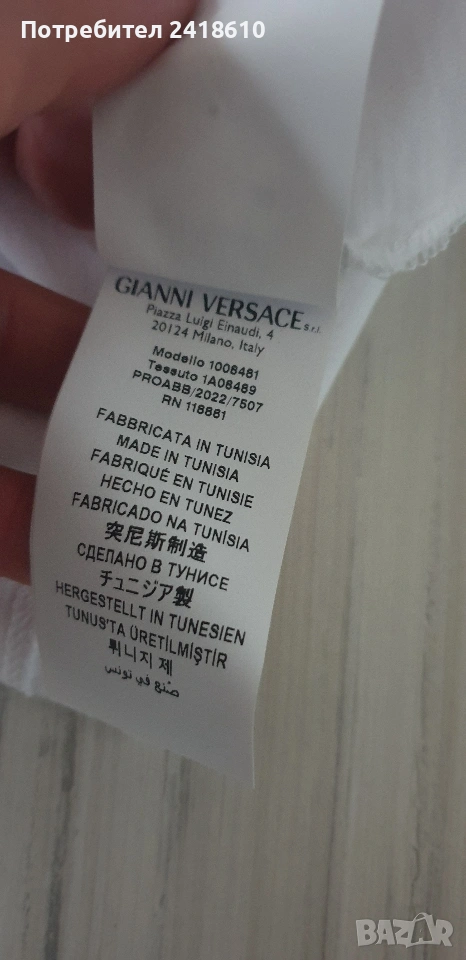 Потребител 2418610
GIANNI VERSACE s.r.l.
Piazza Luigi Einaudi, 4
20124 Milano, Italy
Modello 1008481
Tessuto 1A08489
PROABB/2022/7507
RN 118881
FABBRICATA IN TUNISIA
MADE IN TUNISIA
FABRIQUÉ EN TUNISIE
HECHO EN TUNEZ
FABRICADO NA TUNÍSIA
突尼斯制造
СДЕЛАНО В ТУНИСЕ
チュニジア製
HERGESTELLT IN TUNESIEN
TUNUS'TA ÜRETİLMİŞTİR
튀니지 제
صنع في تونس
BAZAR